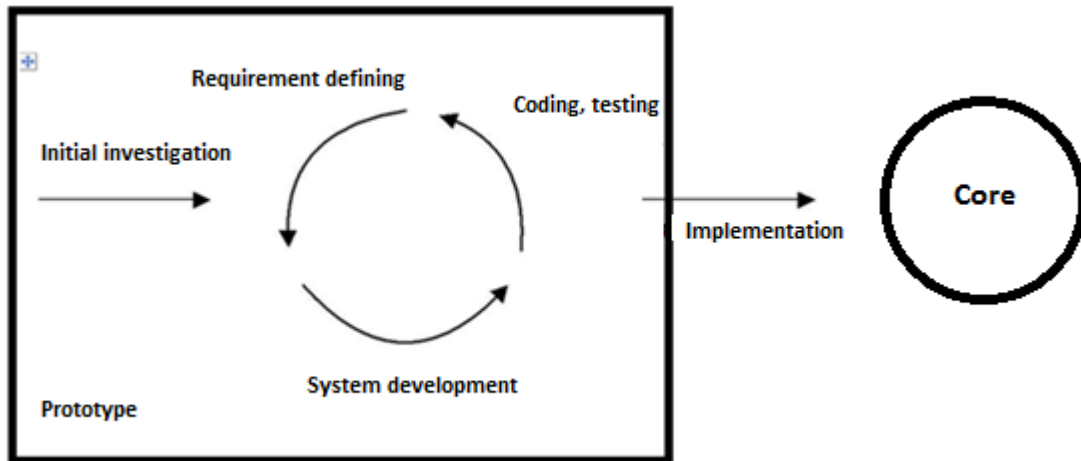 Requirement defining
Coding, testing
Initial investigation
Core
Implementation
System development
Prototype